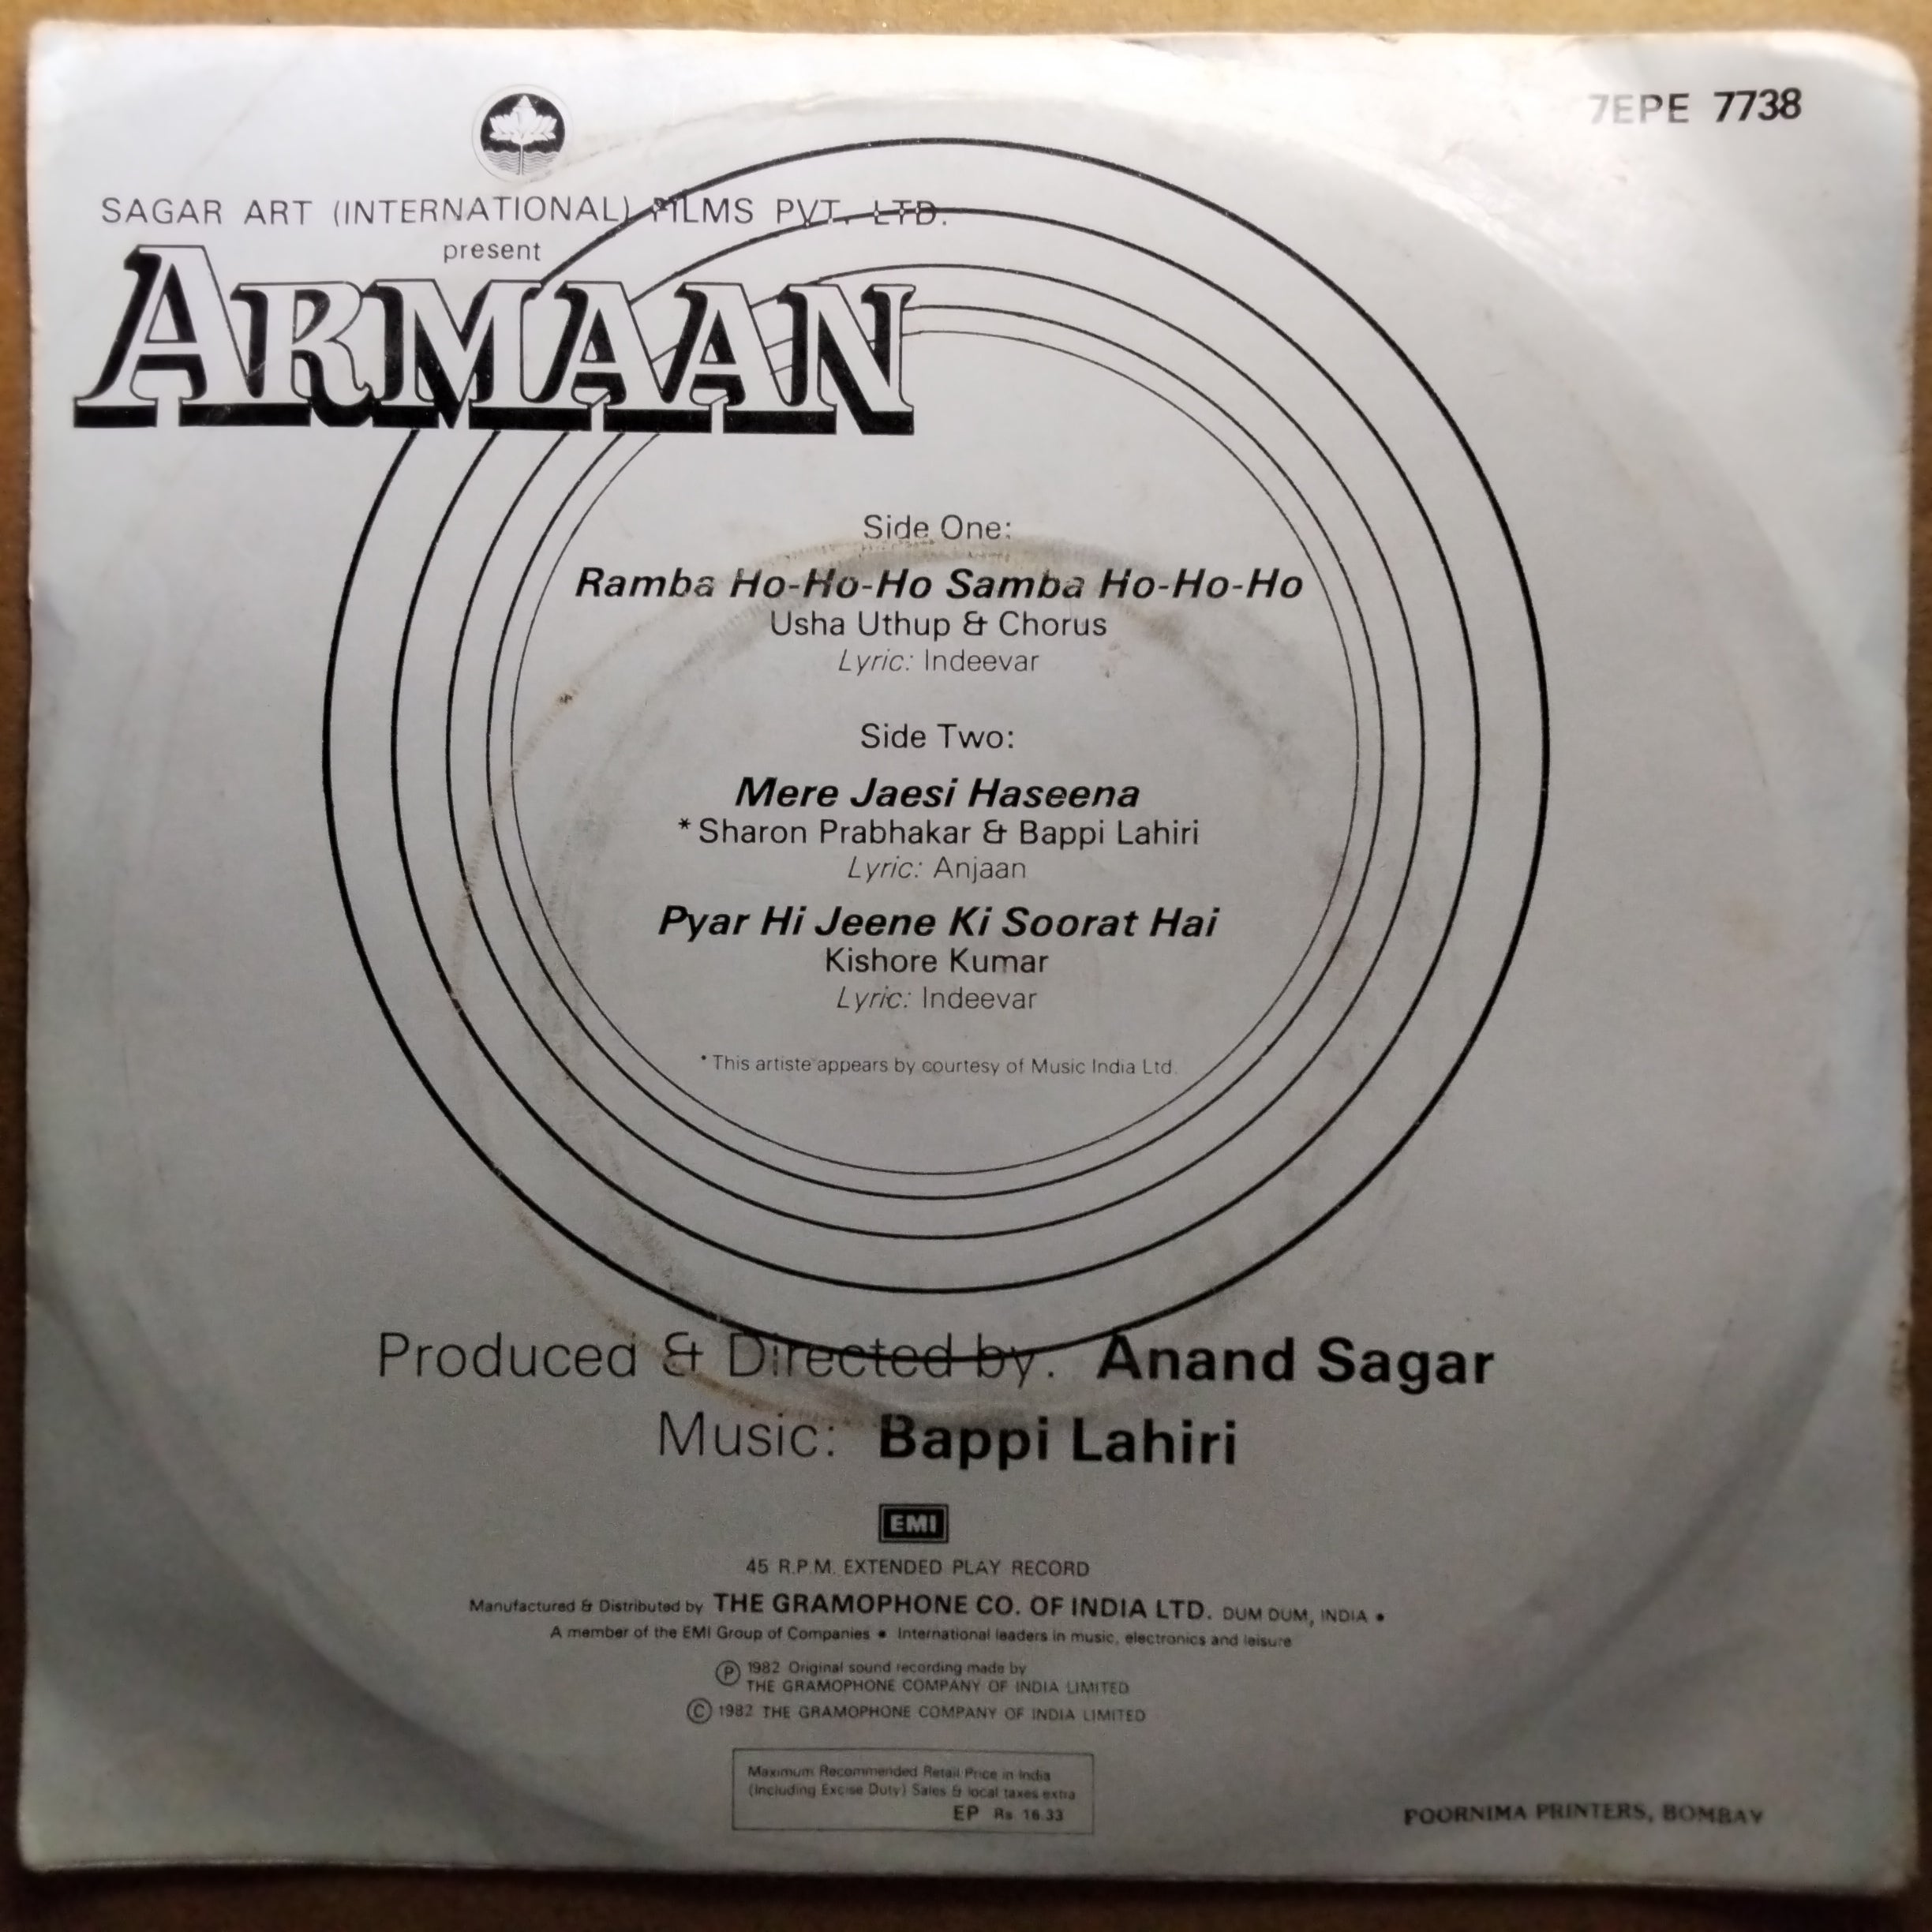 7EPE 7738
SAGAR ART (INTERNATIONAL) FILMS PVT. LTD.
present
ARMAAN
Side One:
Ramba Ho-Ho-Ho Samba Ho-Ho-Ho
Usha Uthup & Chorus
Lyric: Indeevar
Side Two:
Mere Jaesi Haseena
*Sharon Prabhakar & Bappi Lahiri
Lyric: Anjaan
Pyar Hi Jeene Ki Soorat Hai
Kishore Kumar
Lyric: Indeevar
*This artiste appears by courtesy of Music India Ltd.
Produced & Directed by: Anand Sagar
Music: Bappi Lahiri
EMI
45 R.P.M. EXTENDED PLAY RECORD
Manufactured & Distributed by THE GRAMOPHONE CO. OF INDIA LTD. DUM DUM, INDIA •
A member of the EMI Group of Companies • International leaders in music, electronics and leisure
Ⓟ 1982 Original sound recording made by
THE GRAMOPHONE COMPANY OF INDIA LIMITED
© 1982 THE GRAMOPHONE COMPANY OF INDIA LIMITED
Maximum Recommended Retail Price in India
(Including Excise Duty) Sales & local taxes extra
EP Rs 16.33
POORNIMA PRINTERS, BOMBAY